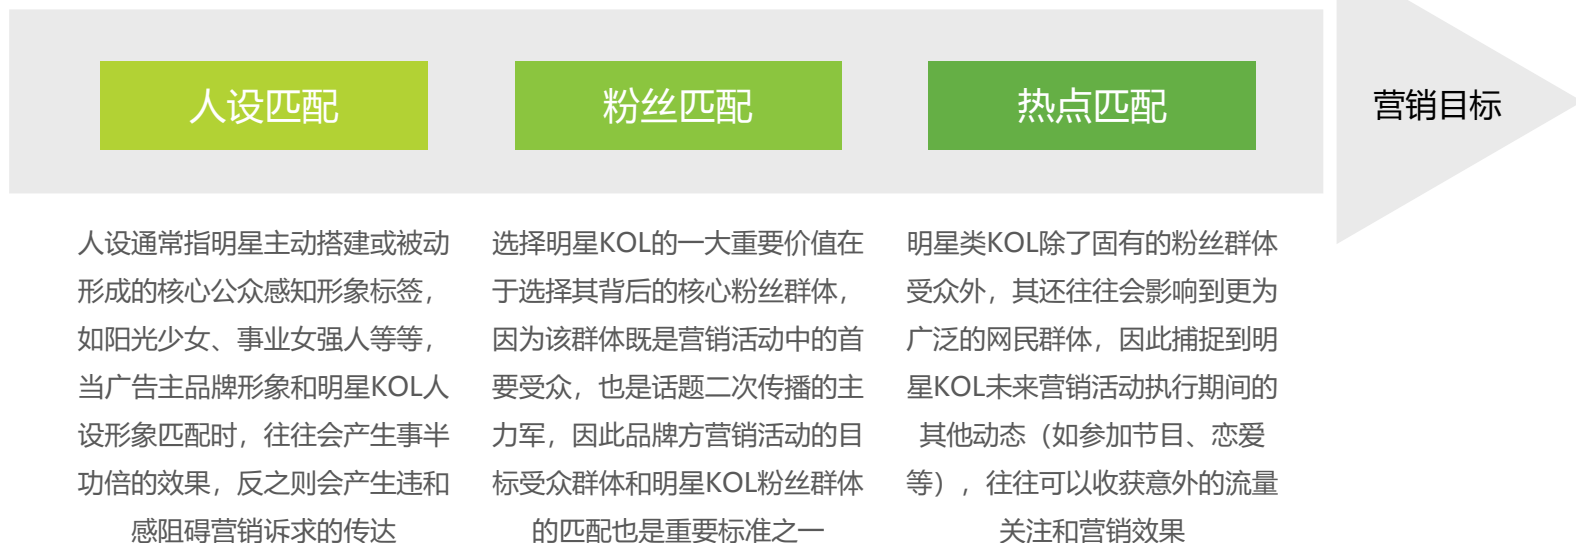 人设匹配
粉丝匹配
热点匹配
营销目标
人设通常指明星主动搭建或被动
形成的核心公众感知形象标签，
如阳光少女、事业女强人等等，
当广告主品牌形象和明星KOL人
设形象匹配时，往往会产生事半
功倍的效果，反之则会产生违和
感阻碍营销诉求的传达
选择明星KOL的一大重要价值在
于选择其背后的核心粉丝群体，
因为该群体既是营销活动中的首
要受众，也是话题二次传播的主
力军，因此品牌方营销活动的目
标受众群体和明星KOL粉丝群体
的匹配也是重要标准之一
明星类KOL除了固有的粉丝群体
受众外，其还往往会影响到更为
广泛的网民群体，因此捕捉到明
星KOL未来营销活动执行期间的
其他动态（如参加节目、恋爱
等），往往可以收获意外的流量
关注和营销效果